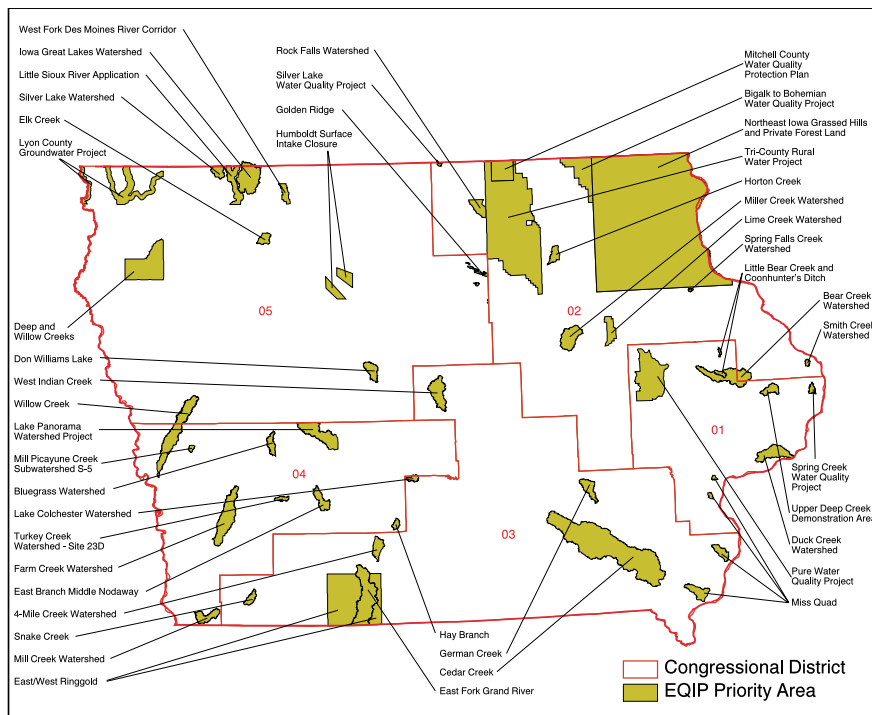 West Fork Des Moines River Corridor
Iowa Great Lakes Watershed
Little Sioux River Application
Silver Lake Watershed
Elk Creek
Lyon County
Groundwater Project
Rock Falls Watershed
Silver Lake
Water Quality Project
Golden Ridge
Humboldt Surface
Intake Closure
Mitchell County
Water Quality
Protection Plan
Bigalk to Bohemian
Water Quality Project
Northeast Iowa Grassed Hills
and Private Forest Land
Tri-County Rural
Water Project
Horton Creek
Miller Creek Watershed
Lime Creek Watershed
Spring Falls Creek
Watershed
Little Bear Creek and
Coonhunter's Ditch
Bear Creek
Watershed
Smith Creek
Watershed
05
02
01
04
03
Deep and
Willow Creeks
Don Williams Lake
West Indian Creek
Willow Creek
Lake Panorama
Watershed Project
Mill Picayune Creek
Subwatershed S-5
Bluegrass Watershed
Lake Colchester Watershed
Turkey Creek
Watershed - Site 23D
Farm Creek Watershed
East Branch Middle Nodaway
4-Mile Creek Watershed
Snake Creek
Mill Creek Watershed
East/West Ringgold
Hay Branch
German Creek
Cedar Creek
East Fork Grand River
Spring Creek
Water Quality
Project
Upper Deep Creek
Demonstration Area
Duck Creek
Watershed
Pure Water
Quality Project
Miss Quad
Congressional District
EQIP Priority Area